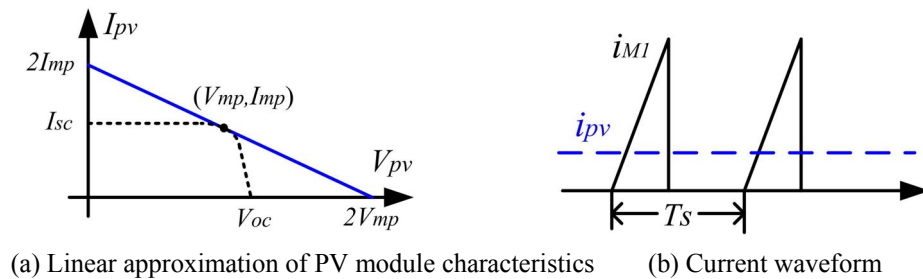 Ipv
2Imp
(Vmp,Imp)
Isc
Vpv
Voc
2Vmp
iM1
ipv
Ts
(a) Linear approximation of PV module characteristics
(b) Current waveform